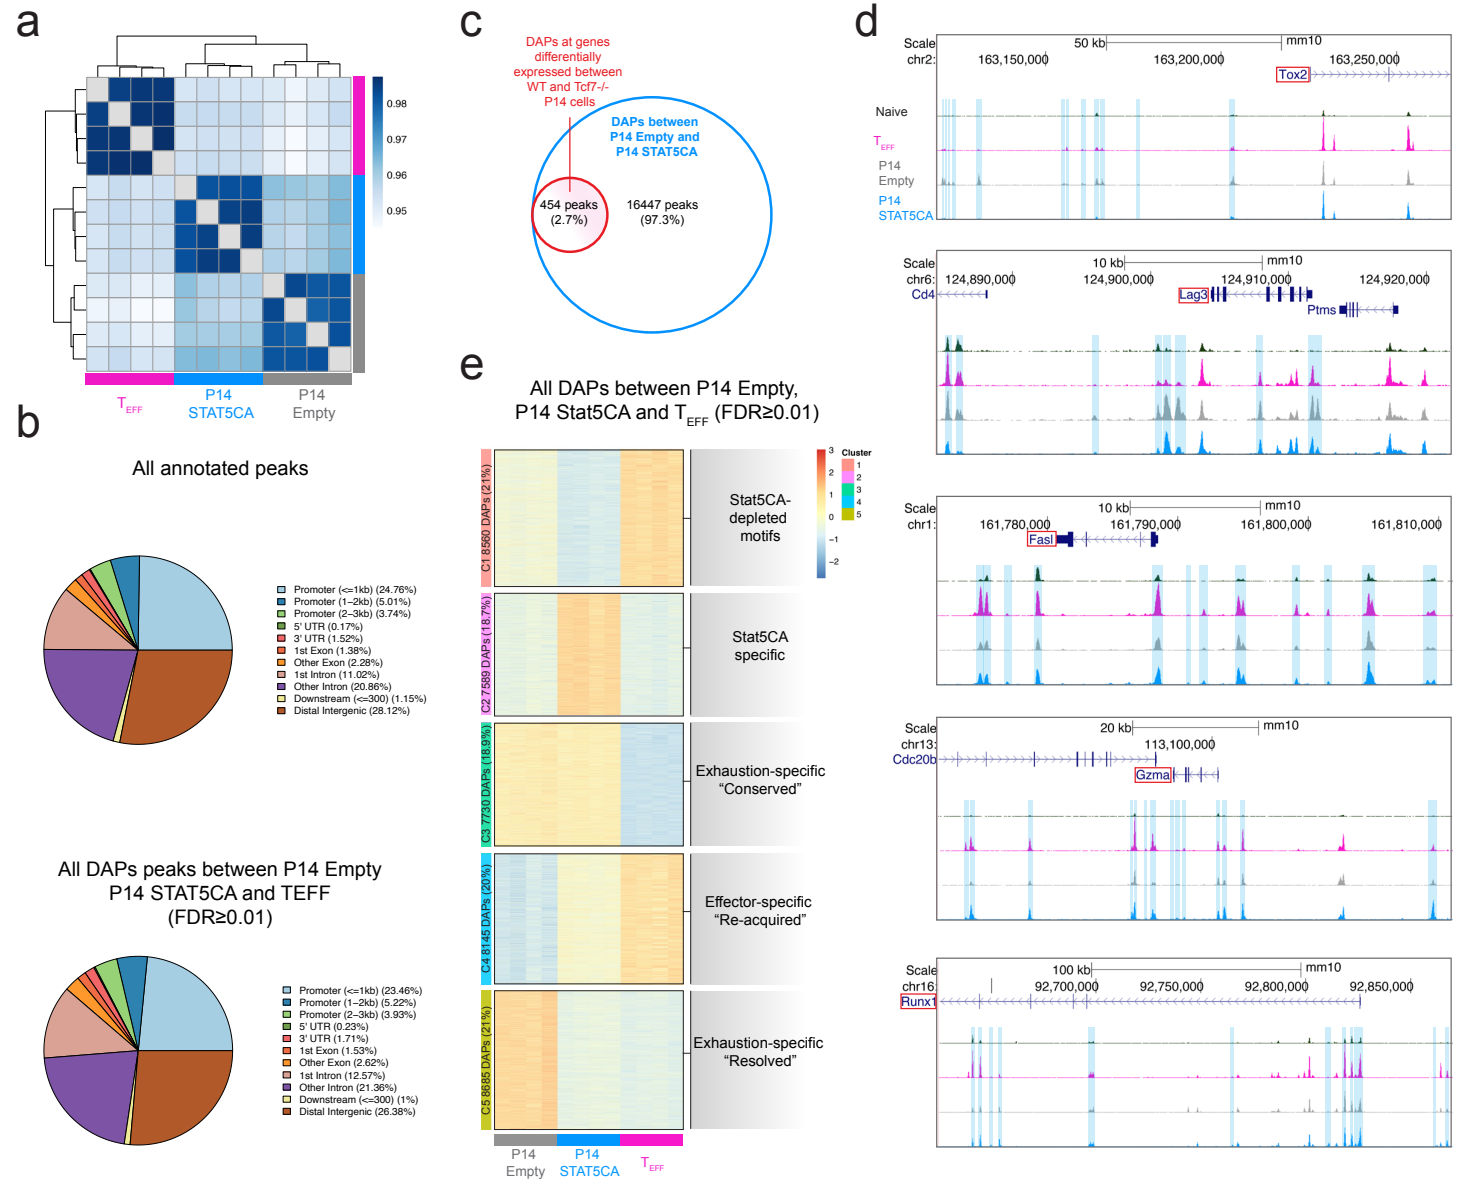 a
0.98
0.97
0.96
0.95
T EFF
P14
STAT5CA
P14
Empty
b
All annotated peaks
Promoter (<=1kb) (24.76%)
Promoter (1−2kb) (5.01%)
Promoter (2−3kb) (3.74%)
5' UTR (0.17%)
3' UTR (1.52%)
1st Exon (1.38%)
Other Exon (2.28%)
1st Intron (11.02%)
Other Intron (20.86%)
Downstream (<=300) (1.15%)
Distal Intergenic (28.12%)
All DAPs peaks between P14 Empty
P14 STAT5CA and TEFF
(FDR≥0.01)
Promoter (<=1kb) (23.46%)
Promoter (1−2kb) (5.22%)
Promoter (2−3kb) (3.93%)
5' UTR (0.23%)
3' UTR (1.71%)
1st Exon (1.53%)
Other Exon (2.62%)
1st Intron (12.57%)
Other Intron (21.36%)
Downstream (<=300) (1%)
Distal Intergenic (26.38%)
c
DAPs at genes
differentially
expressed between
WT and Tcf7-/-
P14 cells
DAPs between
P14 Empty and
P14 STAT5CA
454 peaks
(2.7%)
16447 peaks
(97.3%)
d
Scale
50 kb
mm10
chr2:
163,150,000
163,200,000
163,250,000
Tox2
Naive
T EFF
P14
Empty
P14
STAT5CA
Scale
10 kb
mm10
chr6:
124,890,000
124,900,000
124,910,000
124,920,000
Cd4
Lag3
Ptms
Scale
10 kb
mm10
chr1:
161,780,000
161,790,000
161,800,000
161,810,000
Fasl
Scale
20 kb
mm10
chr13:
113,100,000
Cdc20b
Gzma
Scale
100 kb
mm10
chr16:
92,700,000
92,750,000
92,800,000
92,850,000
Runx1
e
All DAPs between P14 Empty,
P14 Stat5CA and T EFF (FDR≥0.01)
C1 8560 DAPs (21%)
C2 7589 DAPs (18.7%)
C3 7730 DAPs (18.9%)
C4 8145 DAPs (20%)
C5 8685 DAPs (21%)
Stat5CA-
depleted
motifs
Stat5CA
specific
Exhaustion-specific
“Conserved”
Effector-specific
“Re-acquired”
Exhaustion-specific
“Resolved”
3
2
1
0
−1
−2
Cluster
1
2
3
4
5
P14
Empty
P14
STAT5CA
T EFF